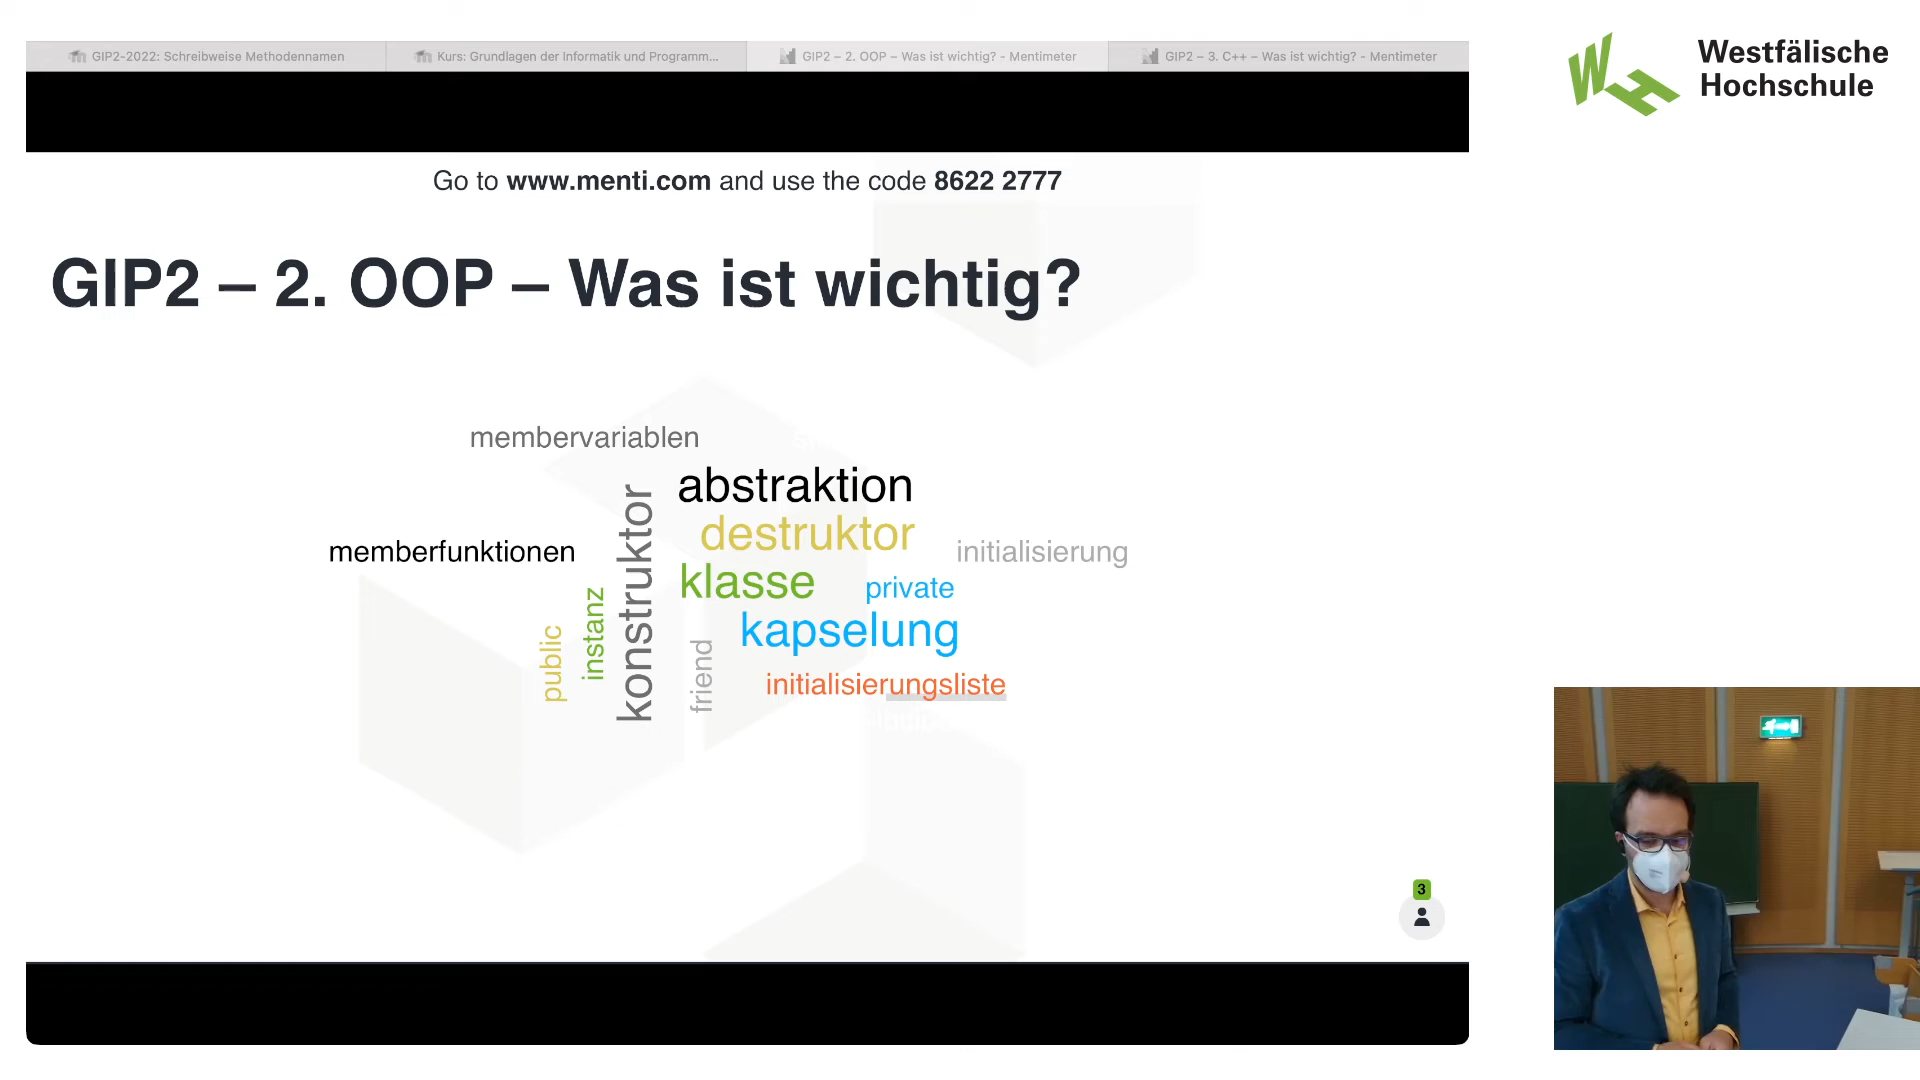 GIP2-2022: Schreibweise Methodennamen
Kurs: Grundlagen der Informatik und Programm...
GIP2 – 2. OOP – Was ist wichtig? - Mentimeter
GIP2 – 3. C++ – Was ist wichtig? - Mentimeter
Westfälische
Hochschule
Go to www.menti.com and use the code 8622 2777
GIP2 – 2. OOP – Was ist wichtig?
membervariablen
abstraktion
destruktor
memberfunktionen
initialisierung
klasse
private
konstruktor
instanz
public
kapselung
friend
initialisierungsliste
3